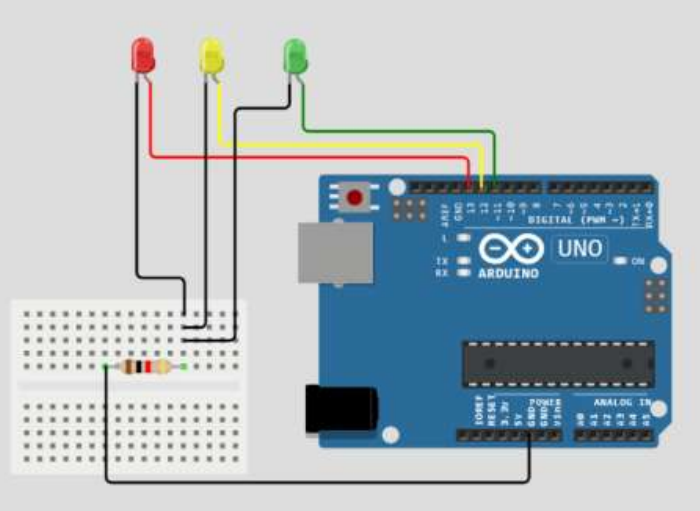 AREF
GND
13
12
~11
~10
~9
8
7
~6
~5
4
~3
2
TX→1
RX←0
DIGITAL (PWM ~)
L
TX
RX
UNO
ON
ARDUINO
IOREF
RESET
3.3V
5V
GND
GND
Vin
POWER
ANALOG IN
A0
A1
A2
A3
A4
A5